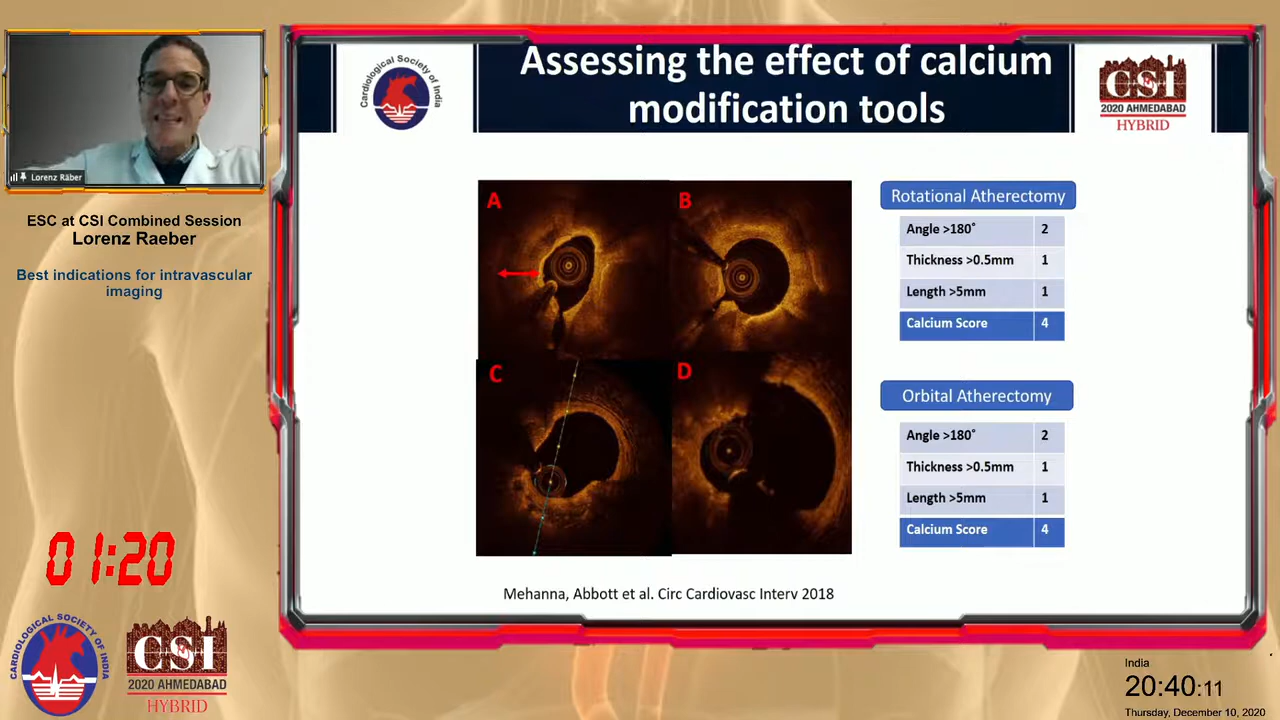 Lorenz Räber
ESC at CSI Combined Session
Lorenz Raeber
Best indications for intravascular
imaging
01:20
CARDIOLOGICAL SOCIETY OF INDIA
CSI
2020 AHMEDABAD
HYBRID
Cardiological Society of India
Assessing the effect of calcium
modification tools
CSI
2020 AHMEDABAD
HYBRID
A
B
C
D
Rotational Atherectomy
Angle >180° 2
Thickness >0.5mm 1
Length >5mm 1
Calcium Score 4
Orbital Atherectomy
Angle >180° 2
Thickness >0.5mm 1
Length >5mm 1
Calcium Score 4
Mehanna, Abbott et al. Circ Cardiovasc Interv 2018
India
20:40:11
Thursday, December 10, 2020